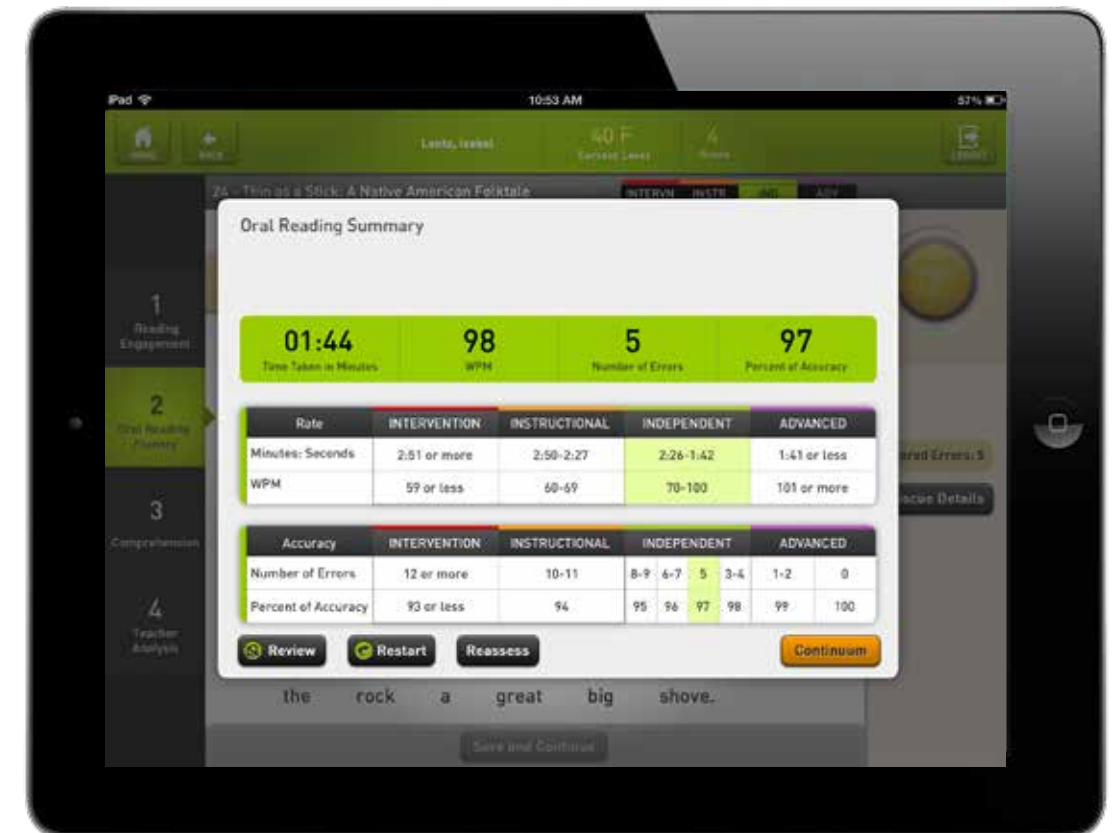 iPad
10:53 AM
57%
HOME
BACK
Lantz, Isabel
40 F
Current Level
4
LOGOUT
24 - Thin as a Stick: A Native American Folktale
INTERVN INSTR IND ADV
Oral Reading Summary
01:44 98 5 97
Time Taken in Minutes WPM Number of Errors Percent of Accuracy
Rate INTERVENTION INSTRUCTIONAL INDEPENDENT ADVANCED
Minutes: Seconds 2:51 or more 2:50-2:27 2:26-1:42 1:41 or less
WPM 59 or less 60-69 70-100 101 or more
Accuracy INTERVENTION INSTRUCTIONAL INDEPENDENT ADVANCED
Number of Errors 12 or more 10-11 8-9 6-7 5 3-4 1-2 0
Percent of Accuracy 93 or less 94 95 96 97 98 99 100
Review Restart Reassess Continuum
1
Reading
Engagement
2
Oral Reading
Fluency
3
Comprehension
4
Teacher
Analysis
Errors: 5
Details
the rock a great big shove.
Save and Continue